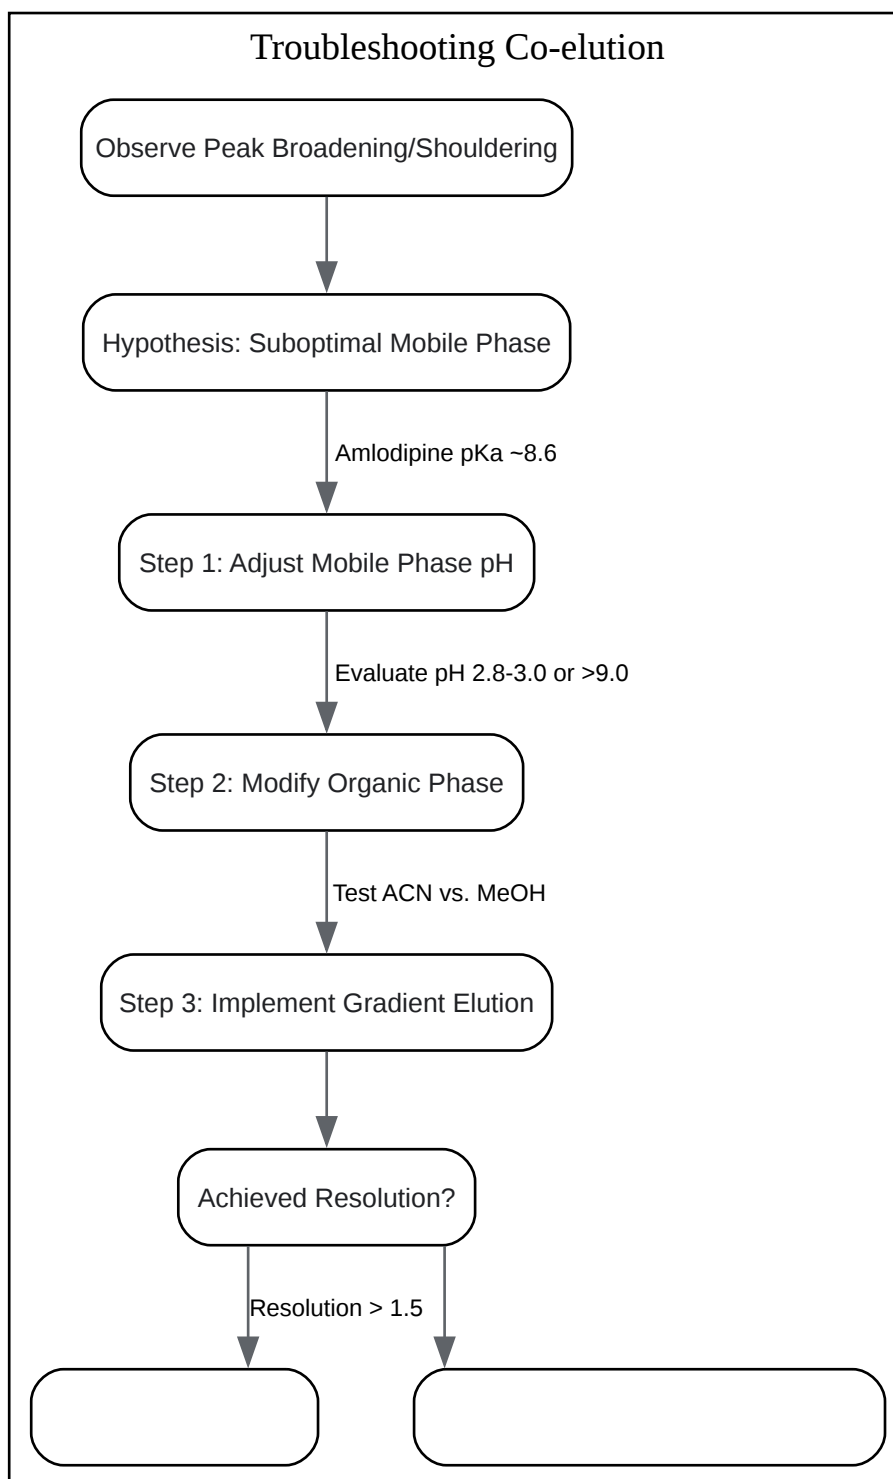 Troubleshooting Co-elution
Observe Peak Broadening/Shouldering
Hypothesis: Suboptimal Mobile Phase
Amlodipine pKa ~8.6
Step 1: Adjust Mobile Phase pH
Evaluate pH 2.8-3.0 or >9.0
Step 2: Modify Organic Phase
Test ACN vs. MeOH
Step 3: Implement Gradient Elution
Achieved Resolution?
Resolution > 1.5